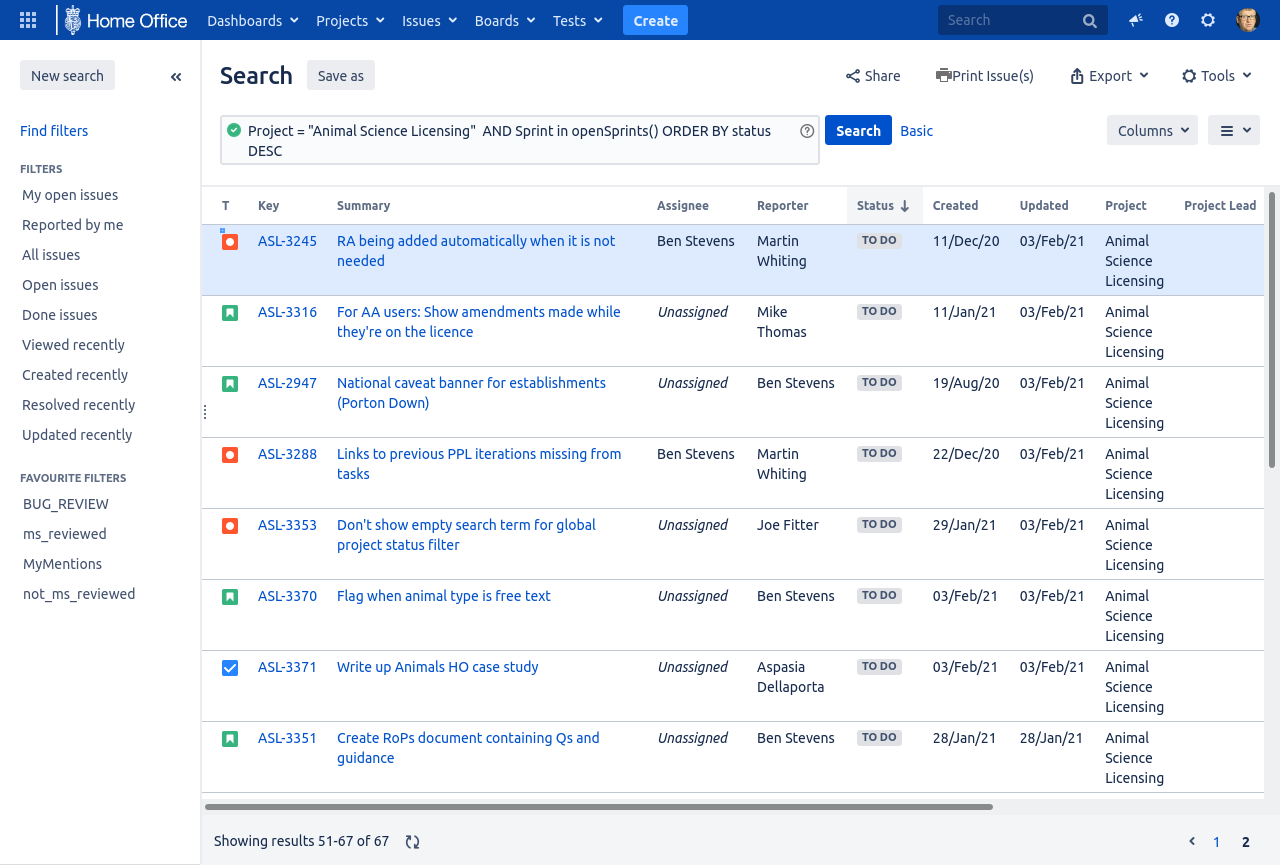 Home Office Dashboards Projects Issues Boards Tests Create Search
New search
Find filters
FILTERS
My open issues
Reported by me
All issues
Open issues
Done issues
Viewed recently
Created recently
Resolved recently
Updated recently
FAVOURITE FILTERS
BUG_REVIEW
ms_reviewed
MyMentions
not_ms_reviewed
Search Save as Share Print Issue(s) Export Tools
Project = "Animal Science Licensing"  AND Sprint in openSprints() ORDER BY status
DESC
Search Basic Columns
T Key Summary Assignee Reporter Status Created Updated Project Project Lead
ASL-3245 RA being added automatically when it is not Ben Stevens Martin TO DO 11/Dec/20 03/Feb/21 Animal
needed Whiting Science
Licensing
ASL-3316 For AA users: Show amendments made while Unassigned Mike TO DO 11/Jan/21 03/Feb/21 Animal
they're on the licence Thomas Science
Licensing
ASL-2947 National caveat banner for establishments Unassigned Ben Stevens TO DO 19/Aug/20 03/Feb/21 Animal
(Porton Down) Science
Licensing
ASL-3288 Links to previous PPL iterations missing from Ben Stevens Martin TO DO 22/Dec/20 03/Feb/21 Animal
tasks Whiting Science
Licensing
ASL-3353 Don't show empty search term for global Unassigned Joe Fitter TO DO 29/Jan/21 03/Feb/21 Animal
project status filter Science
Licensing
ASL-3370 Flag when animal type is free text Unassigned Ben Stevens TO DO 03/Feb/21 03/Feb/21 Animal
Science
Licensing
ASL-3371 Write up Animals HO case study Unassigned Aspasia TO DO 03/Feb/21 03/Feb/21 Animal
Dellaporta Science
Licensing
ASL-3351 Create RoPs document containing Qs and Unassigned Ben Stevens TO DO 28/Jan/21 28/Jan/21 Animal
guidance Science
Licensing
Showing results 51-67 of 67 1 2